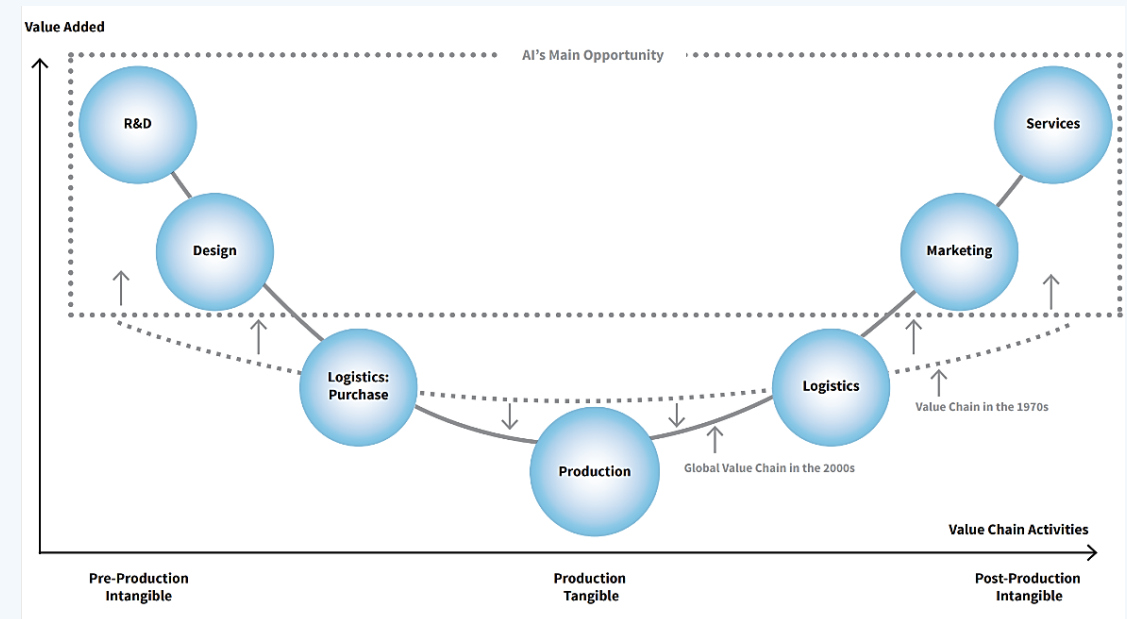 Value Added
AI's Main Opportunity
R&D
Services
Design
Marketing
Logistics:
Purchase
Logistics
Value Chain in the 1970s
Production
Global Value Chain in the 2000s
Value Chain Activities
Pre-Production
Intangible
Production
Tangible
Post-Production
Intangible